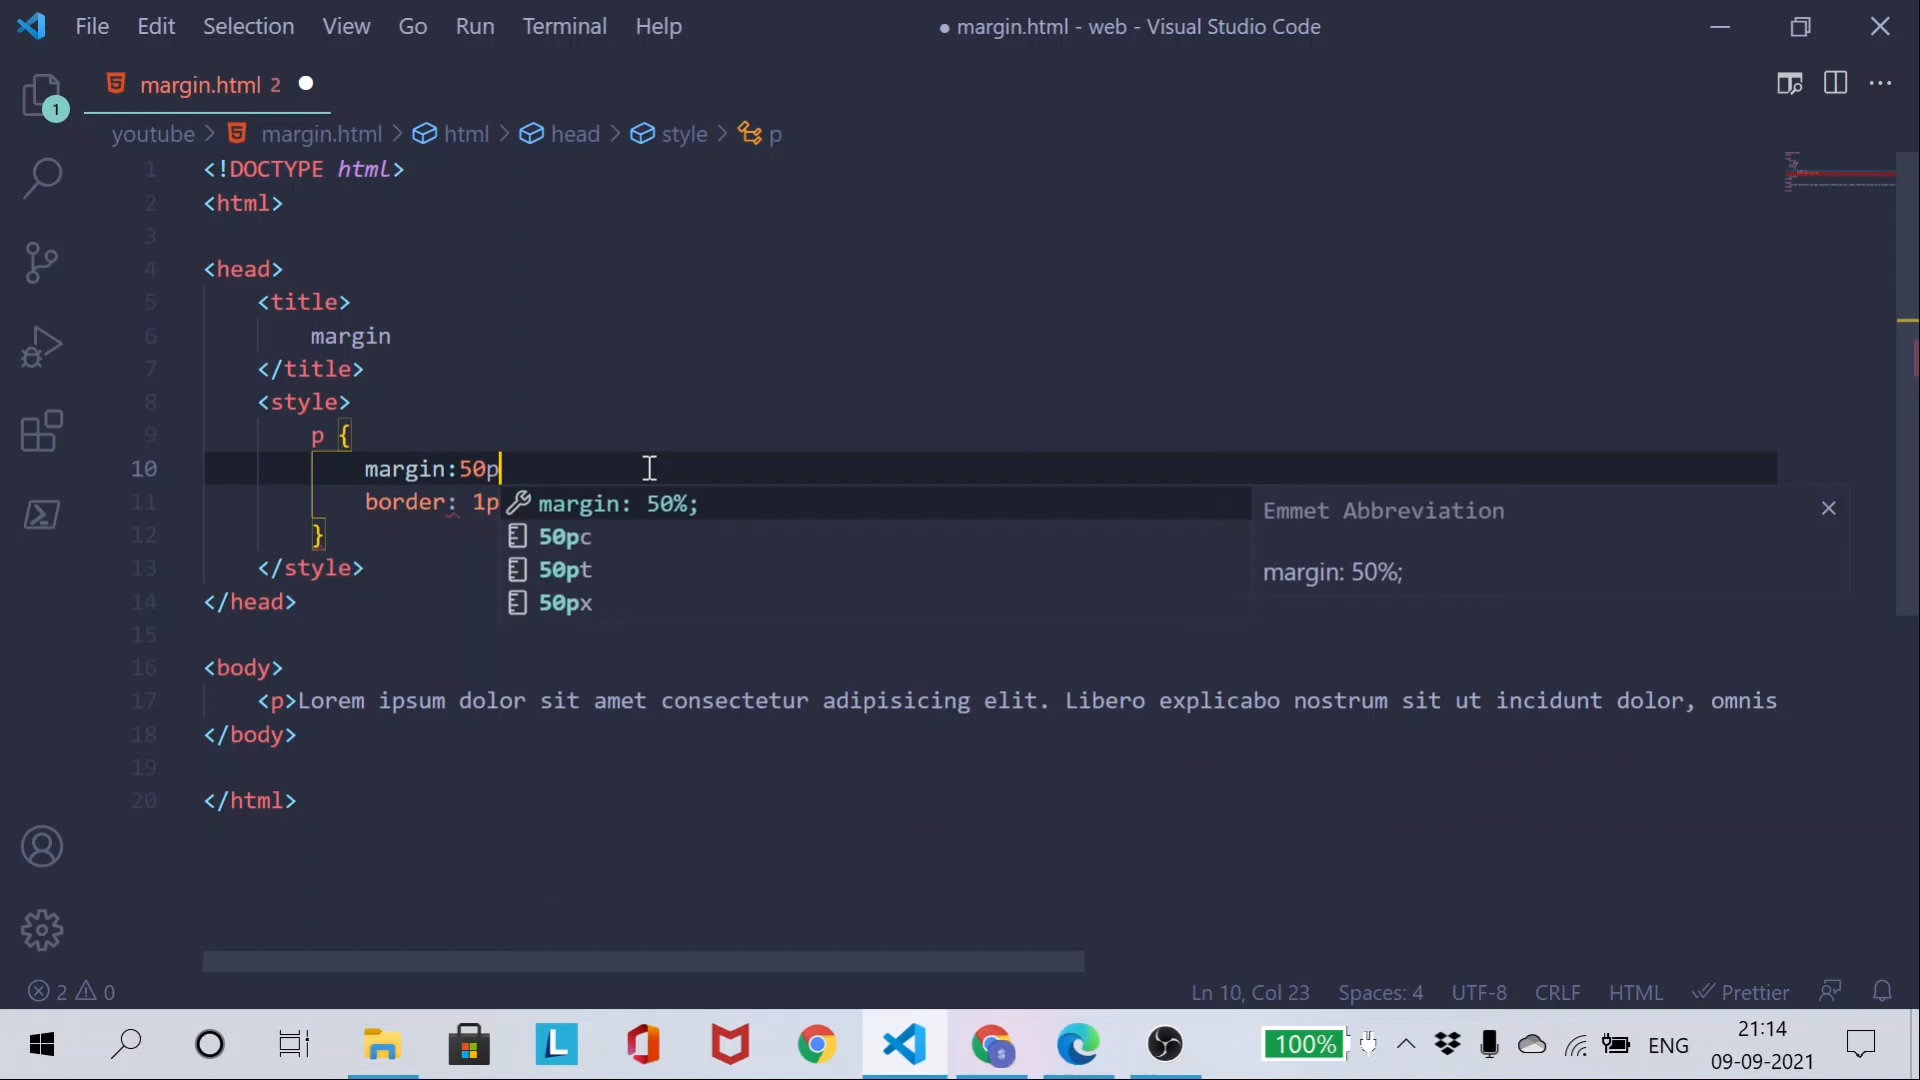 File Edit Selection View Go Run Terminal Help
● margin.html - web - Visual Studio Code
margin.html 2
1
youtube > margin.html > html > head > style > p
1 <!DOCTYPE html>
2 <html>
3
4 <head>
5 <title>
6 margin
7 </title>
8 <style>
9 p {
10 margin:50p
11 border: 1p
12 }
13 </style>
14 </head>
15
16 <body>
17 <p>Lorem ipsum dolor sit amet consectetur adipisicing elit. Libero explicabo nostrum sit ut incidunt dolor, omnis
18 </body>
19
20 </html>
margin: 50%;
50pc
50pt
50px
Emmet Abbreviation
margin: 50%;
2 0
Ln 10, Col 23 Spaces: 4 UTF-8 CRLF HTML Prettier
L
s
100%
ENG
21:14
09-09-2021